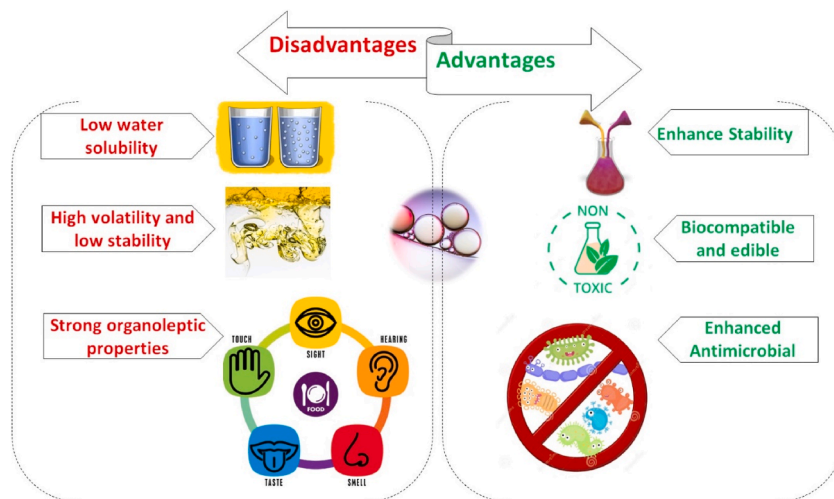 Disadvantages
Advantages
Low water
solubility
High volatility and
low stability
Strong organoleptic
properties
TOUCH
SIGHT
HEARING
FOOD
TASTE
SMELL
Enhance Stability
NON
TOXIC
Biocompatible
and edible
Enhanced
Antimicrobial